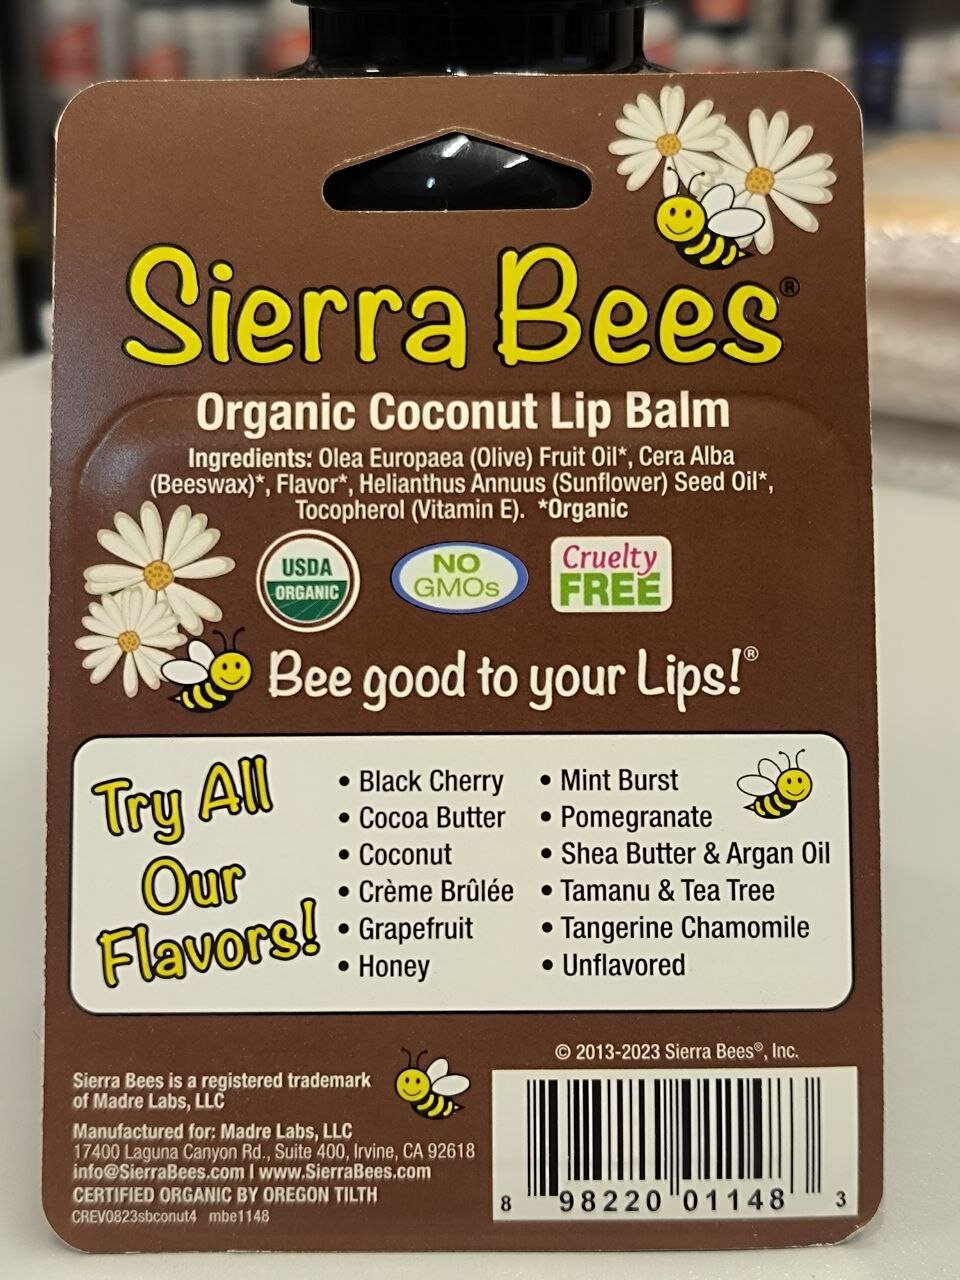 Sierra Bees®
Organic Coconut Lip Balm
Ingredients: Olea Europaea (Olive) Fruit Oil*, Cera Alba
(Beeswax)*, Flavor*, Helianthus Annuus (Sunflower) Seed Oil*,
Tocopherol (Vitamin E). *Organic
USDA
ORGANIC
NO
GMOs
Cruelty
FREE
Bee good to your Lips!®
Try All
Our
Flavors!
• Black Cherry
• Cocoa Butter
• Coconut
• Crème Brûlée
• Grapefruit
• Honey
• Mint Burst
• Pomegranate
• Shea Butter & Argan Oil
• Tamanu & Tea Tree
• Tangerine Chamomile
• Unflavored
© 2013-2023 Sierra Bees®, Inc.
Sierra Bees is a registered trademark
of Madre Labs, LLC
Manufactured for: Madre Labs, LLC
17400 Laguna Canyon Rd., Suite 400, Irvine, CA 92618
info@SierraBees.com | www.SierraBees.com
CERTIFIED ORGANIC BY OREGON TILTH
CREV0823sbconut4 mbe1148
8 98220 01148 3